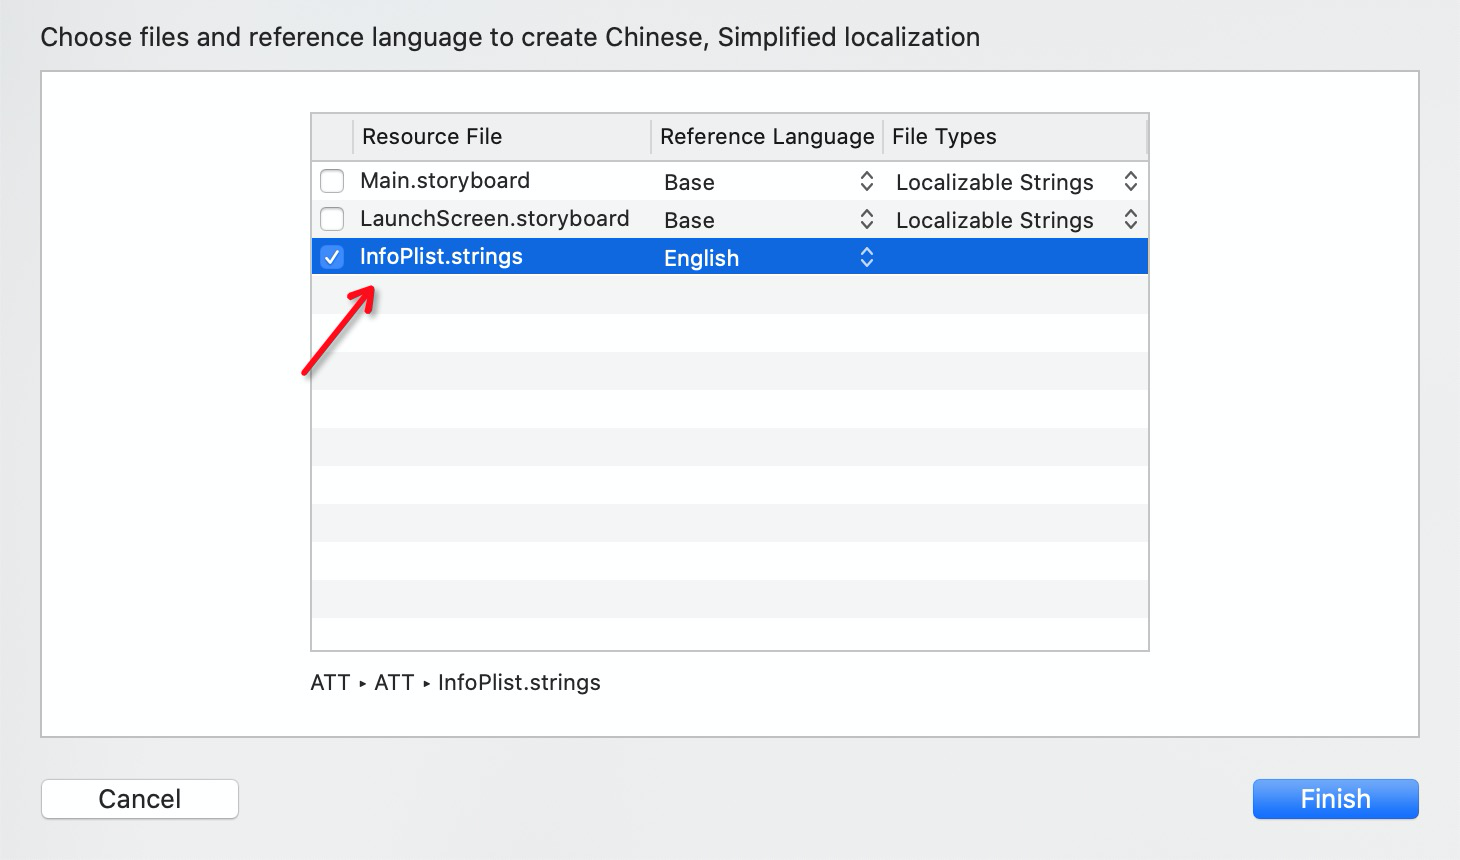 Choose files and reference language to create Chinese, Simplified localization
Resource File Reference Language File Types
Main.storyboard Base Localizable Strings
LaunchScreen.storyboard Base Localizable Strings
InfoPlist.strings English
ATT ▸ ATT ▸ InfoPlist.strings
Cancel Finish